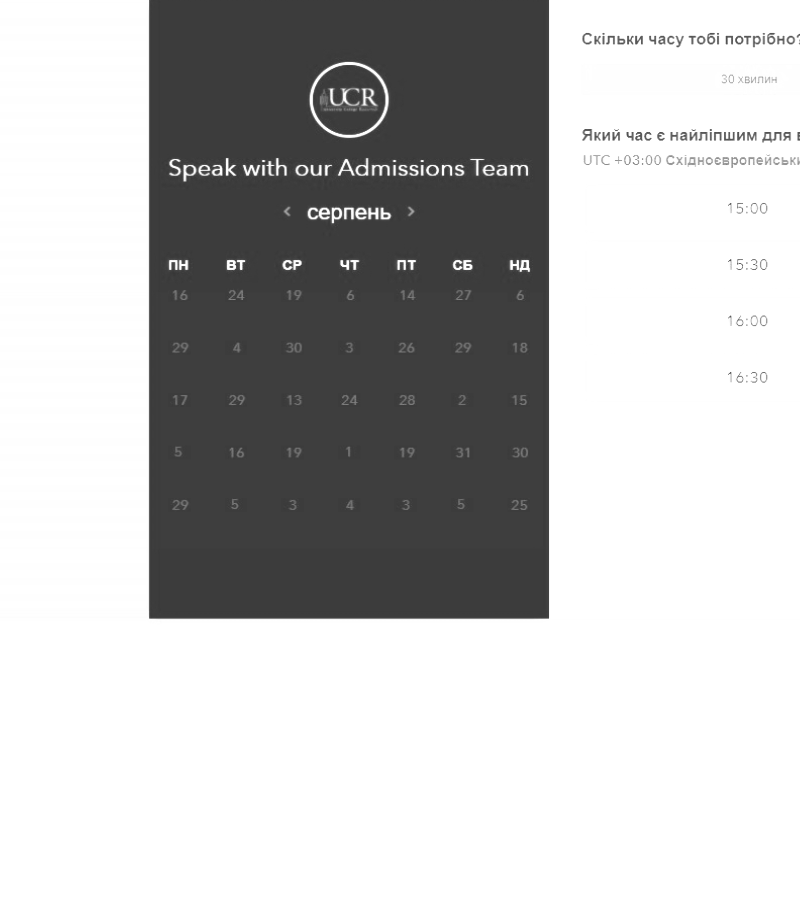 UCR
Speak with our Admissions Team
‹ серпень ›
ПН ВТ СР ЧТ ПТ СБ НД
16 24 19 6 14 27 6
29 4 30 3 26 29 18
17 29 13 24 28 2 15
5 16 19 1 19 31 30
29 5 3 4 3 5 25
Скільки часу тобі потрібно?
30 хвилин
Який час є найліпшим для в
UTC +03:00 Східноєвропейськи
15:00
15:30
16:00
16:30